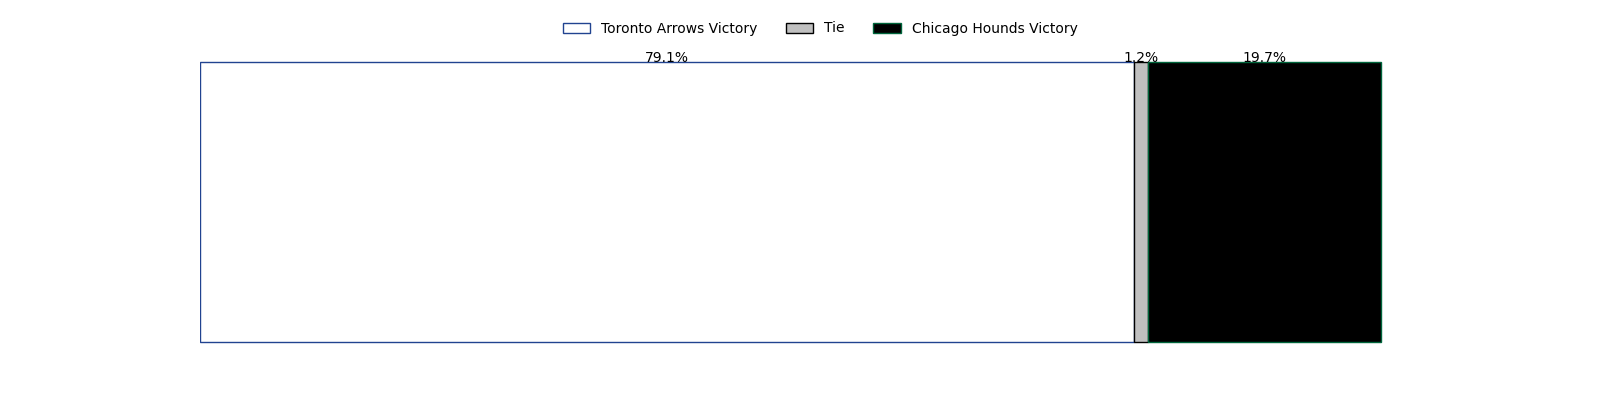 Toronto Arrows Victory Tie Chicago Hounds Victory
79.1% 1.2% 19.7%